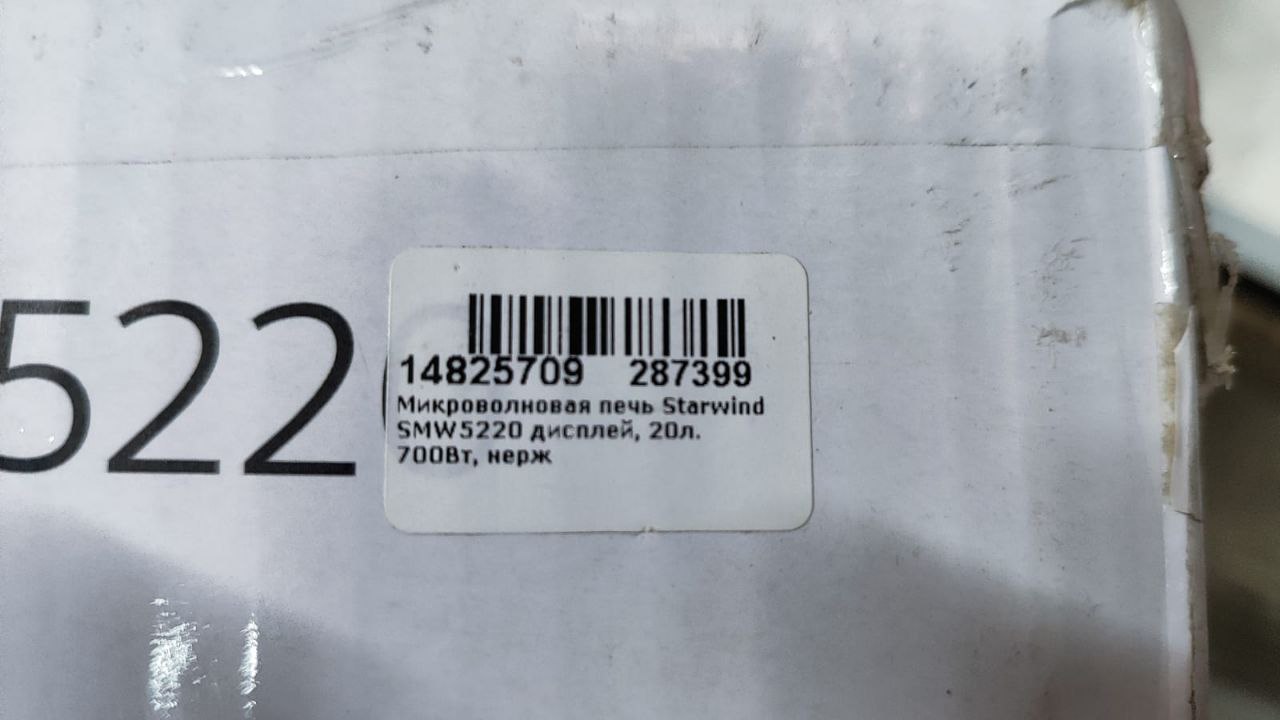 522
14825709 287399
Микроволновая печь Starwind
SMW5220 дисплей, 20л.
700Вт, нерж